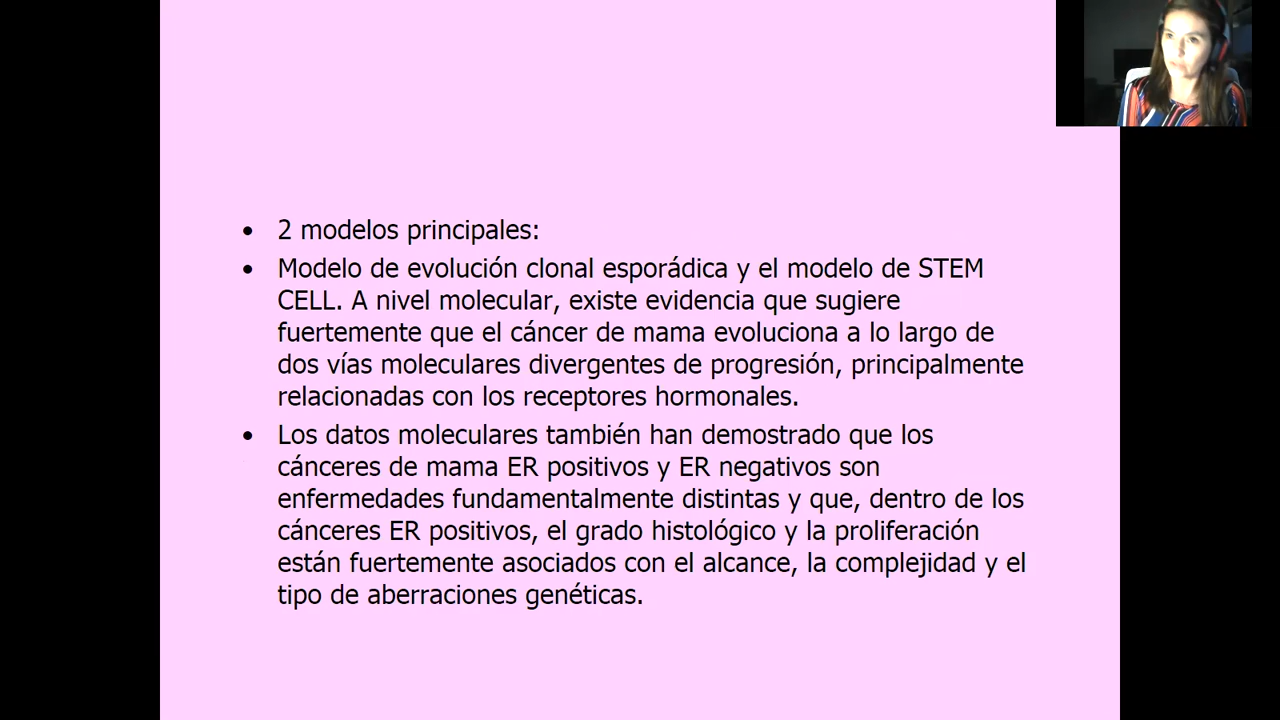 • 2 modelos principales:
• Modelo de evolución clonal esporádica y el modelo de STEM
CELL. A nivel molecular, existe evidencia que sugiere
fuertemente que el cáncer de mama evoluciona a lo largo de
dos vías moleculares divergentes de progresión, principalmente
relacionadas con los receptores hormonales.
• Los datos moleculares también han demostrado que los
cánceres de mama ER positivos y ER negativos son
enfermedades fundamentalmente distintas y que, dentro de los
cánceres ER positivos, el grado histológico y la proliferación
están fuertemente asociados con el alcance, la complejidad y el
tipo de aberraciones genéticas.